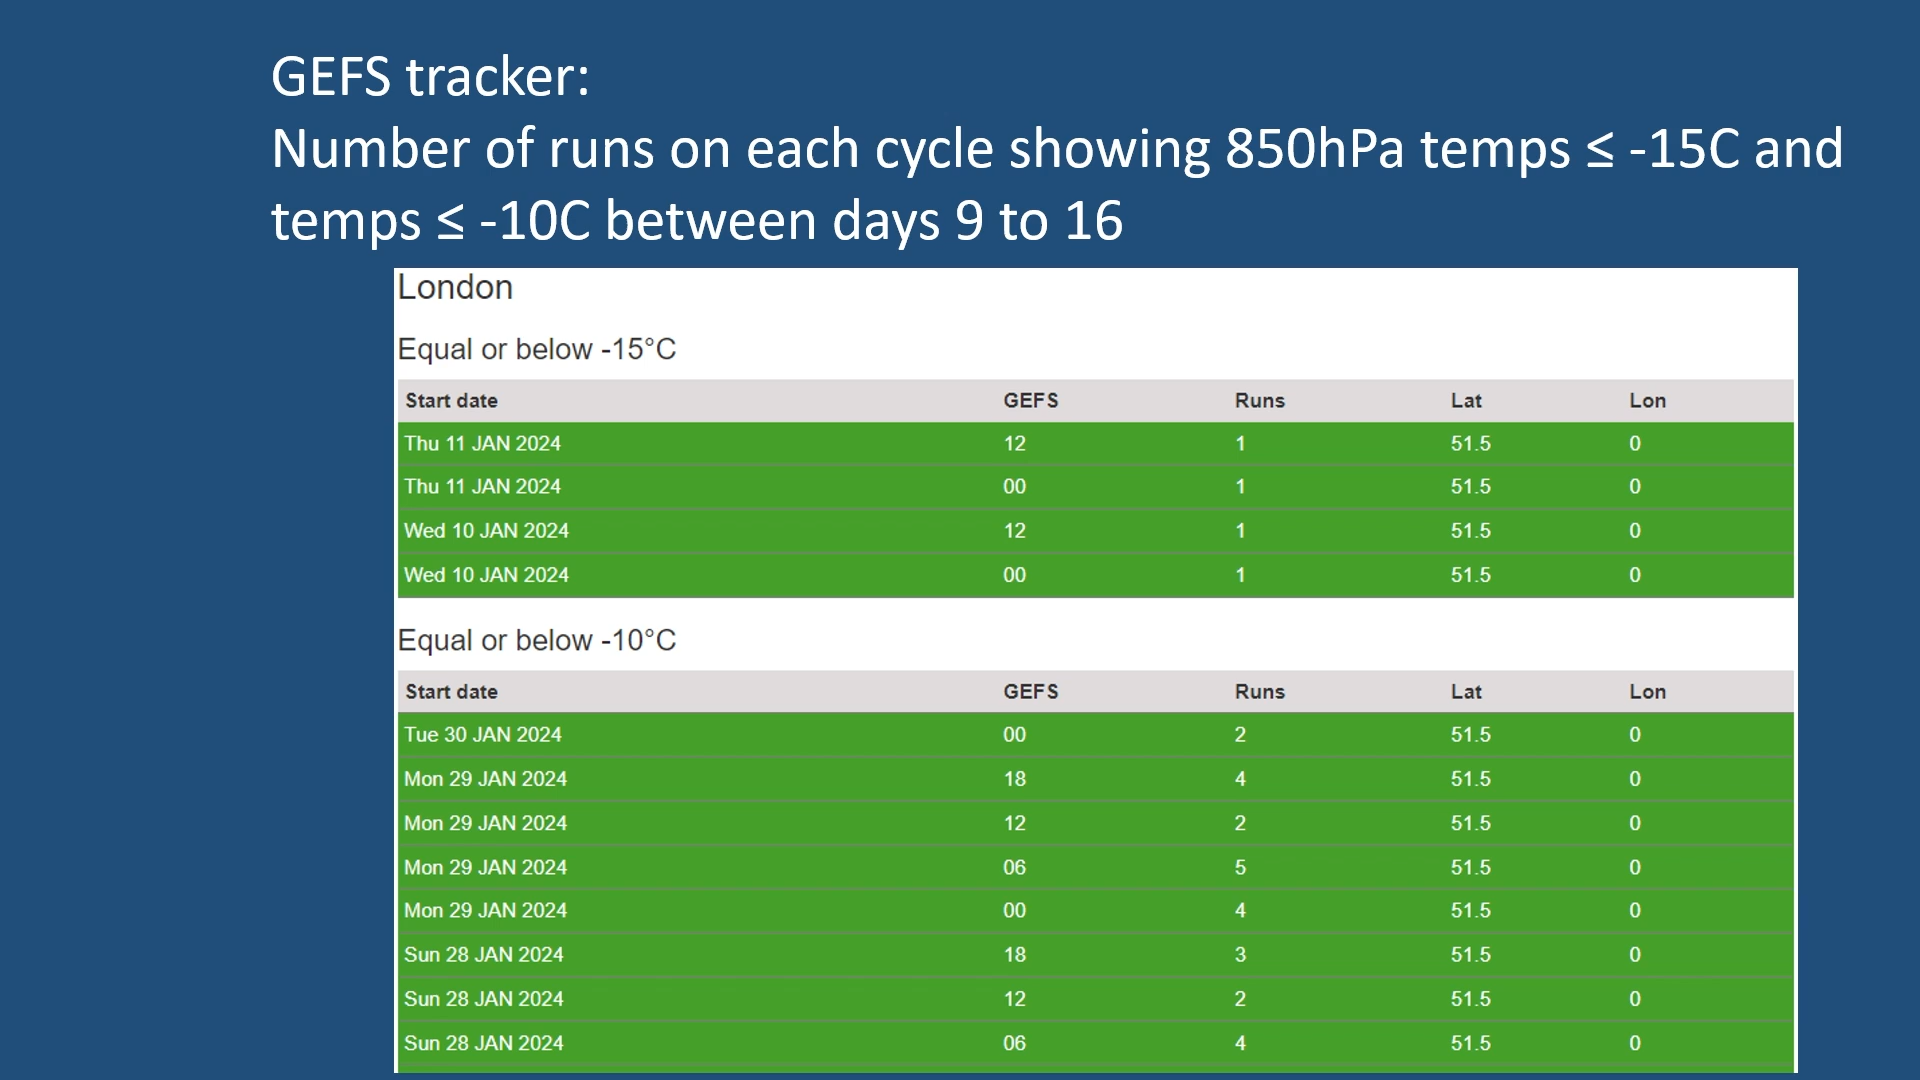 GEFS tracker:
Number of runs on each cycle showing 850hPa temps ≤ -15C and
temps ≤ -10C between days 9 to 16
London
Equal or below -15°C
Start date GEFS Runs Lat Lon
Thu 11 JAN 2024 12 1 51.5 0
Thu 11 JAN 2024 00 1 51.5 0
Wed 10 JAN 2024 12 1 51.5 0
Wed 10 JAN 2024 00 1 51.5 0
Equal or below -10°C
Start date GEFS Runs Lat Lon
Tue 30 JAN 2024 00 2 51.5 0
Mon 29 JAN 2024 18 4 51.5 0
Mon 29 JAN 2024 12 2 51.5 0
Mon 29 JAN 2024 06 5 51.5 0
Mon 29 JAN 2024 00 4 51.5 0
Sun 28 JAN 2024 18 3 51.5 0
Sun 28 JAN 2024 12 2 51.5 0
Sun 28 JAN 2024 06 4 51.5 0